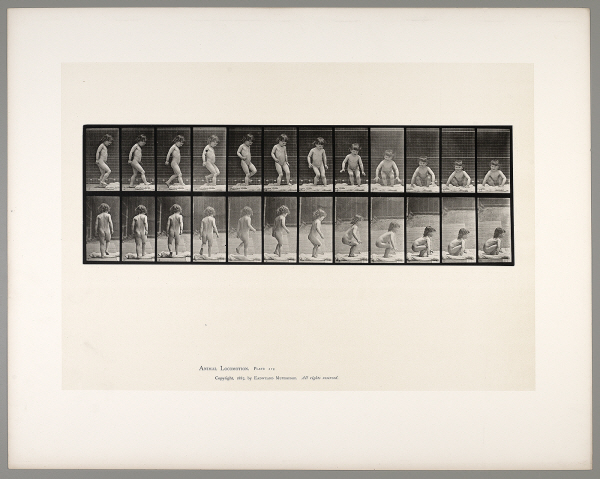 ANIMAL LOCOMOTION. PLATE
Copyright, 1887, by EADWEARD MUYBRIDGE. All rights reserved.